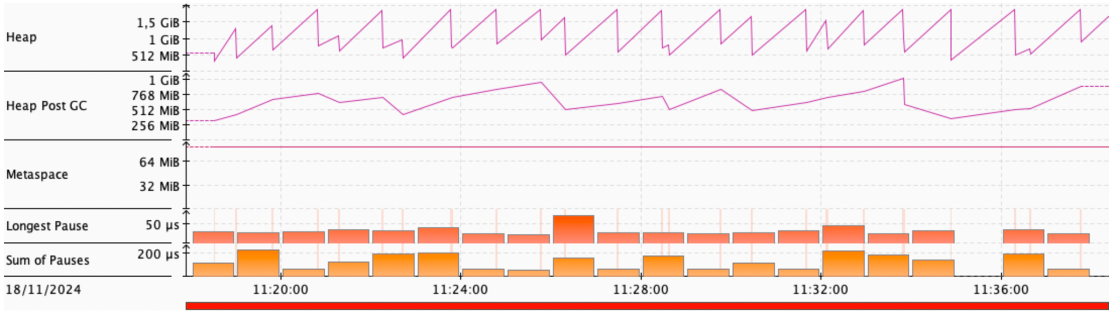 1,5 GiB
Heap 1 GiB
512 MiB
1 GiB
768 MiB
Heap Post GC 512 MiB
256 MiB
64 MiB
Metaspace
32 MiB
Longest Pause 50 µs
Sum of Pauses 200 µs
18/11/2024 11:20:00 11:24:00 11:28:00 11:32:00 11:36:00